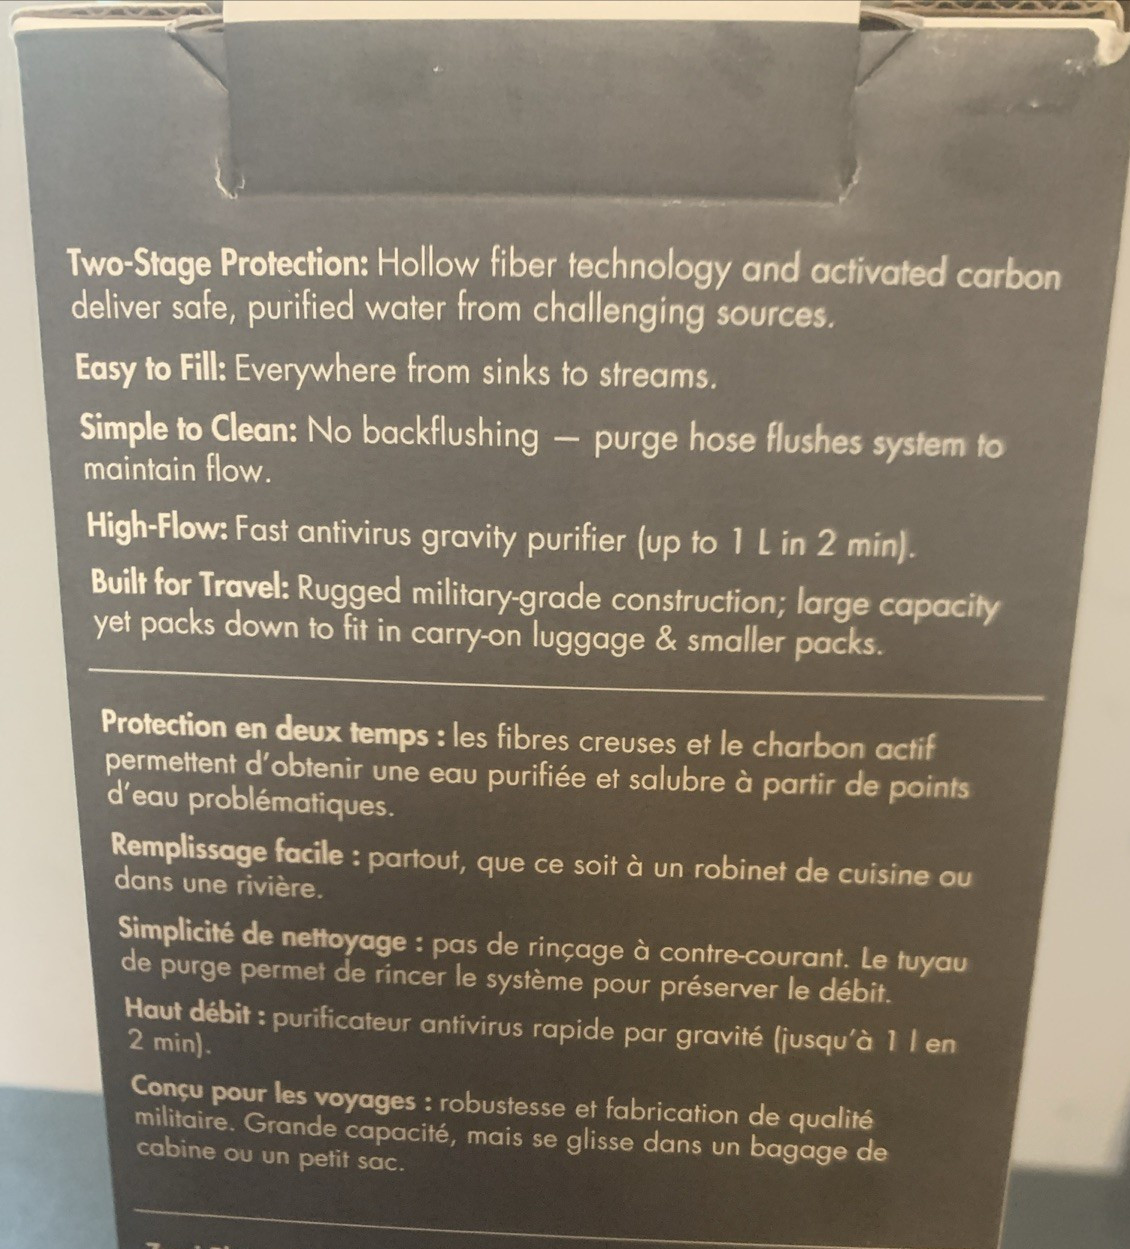 Two-Stage Protection: Hollow fiber technology and activated carbon
deliver safe, purified water from challenging sources.
Easy to Fill: Everywhere from sinks to streams.
Simple to Clean: No backflushing — purge hose flushes system to
maintain flow.
High-Flow: Fast antivirus gravity purifier (up to 1 L in 2 min).
Built for Travel: Rugged military-grade construction; large capacity
yet packs down to fit in carry-on luggage & smaller packs.
Protection en deux temps : les fibres creuses et le charbon actif
permettent d'obtenir une eau purifiée et salubre à partir de points
d'eau problématiques.
Remplissage facile : partout, que ce soit à un robinet de cuisine ou
dans une rivière.
Simplicité de nettoyage : pas de rinçage à contre-courant. Le tuyau
de purge permet de rincer le système pour préserver le débit.
Haut débit : purificateur antivirus rapide par gravité (jusqu'à 1 l en
2 min).
Conçu pour les voyages : robustesse et fabrication de qualité
militaire. Grande capacité, mais se glisse dans un bagage de
cabine ou un petit sac.